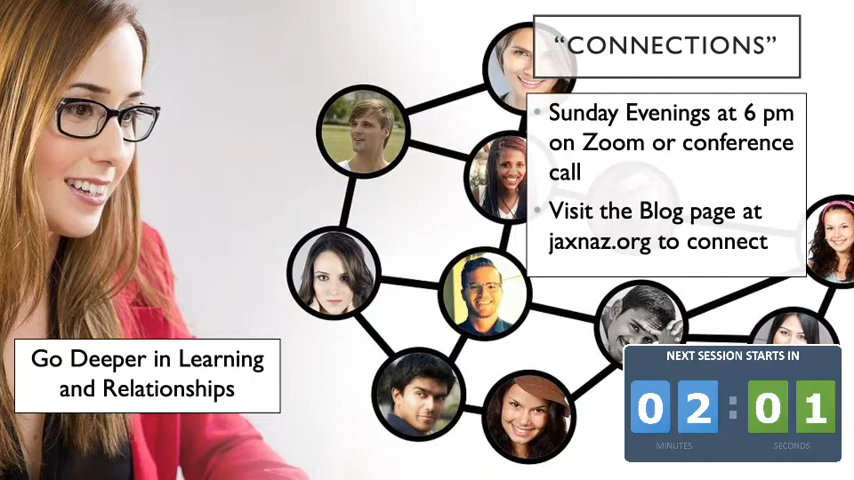 “CONNECTIONS”
Sunday Evenings at 6 pm
on Zoom or conference
call
Visit the Blog page at
jaxnaz.org to connect
Go Deeper in Learning
and Relationships
NEXT SESSION STARTS IN
02:01
MINUTES SECONDS